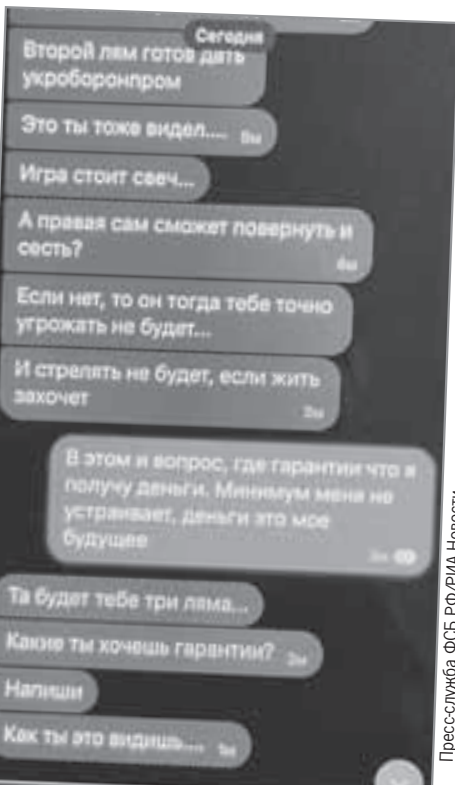 Сегодня
Второй лям готов дать
укроборонпром
Это ты тоже видел....
Игра стоит свеч...
А правая сам сможет повернуть и
сесть?
Если нет, то он тогда тебе точно
угрожать не будет...
И стрелять не будет, если жить
захочет
В этом и вопрос, где гарантии что я
получу деньги. Минимум меня не
устраивает, деньги это мое
будущее
Та будет тебе три ляма...
Какие ты хочешь гарантии?
Напиши
Как ты это видишь....
Пресс-служба ФСБ РФ/РИА Новости